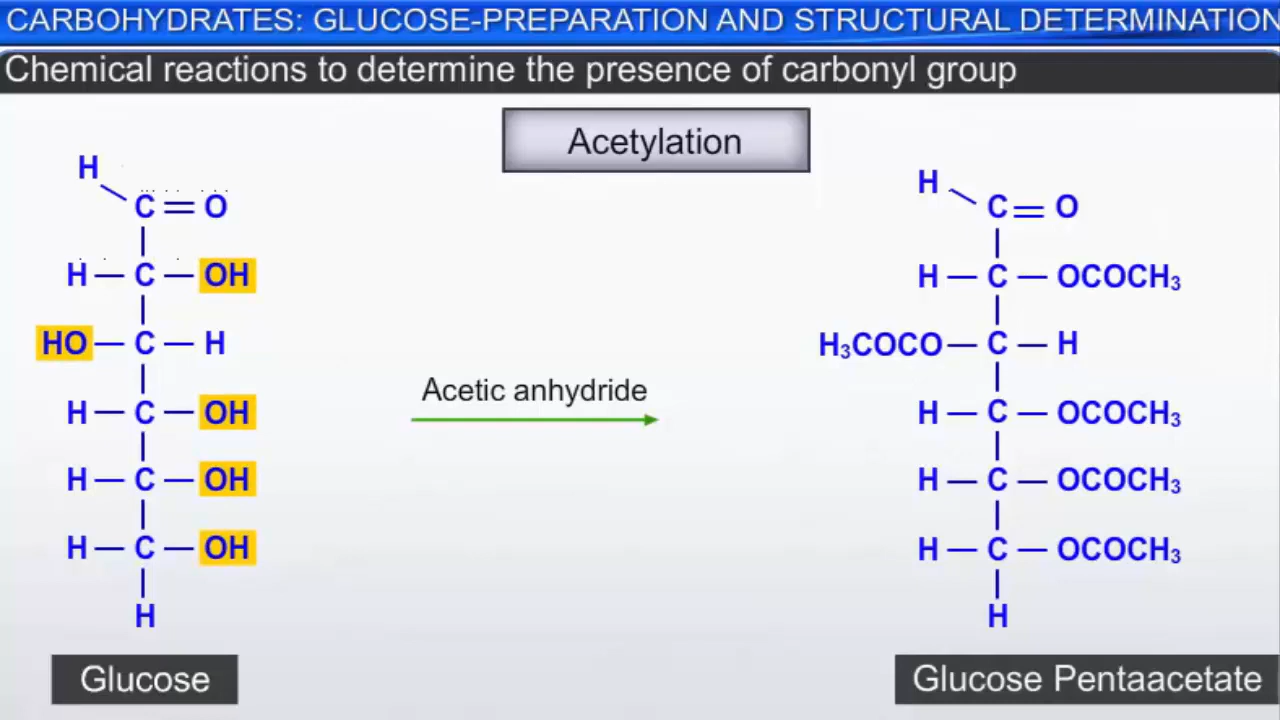 CARBOHYDRATES: GLUCOSE-PREPARATION AND STRUCTURAL DETERMINATION
Chemical reactions to determine the presence of carbonyl group
Acetylation
H
C = O
H — C — OH
HO — C — H
H — C — OH
H — C — OH
H — C — OH
H
Glucose
Acetic anhydride
H
C = O
H — C — OCOCH₃
H₃COCO — C — H
H — C — OCOCH₃
H — C — OCOCH₃
H — C — OCOCH₃
H
Glucose Pentaacetate